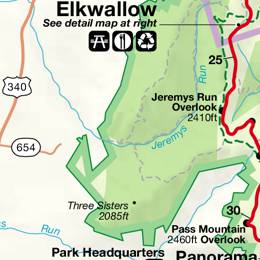 Elkwallow
See detail map at right
25
340
Run
Jeremys Run
Overlook
2410ft
Jeremys
654
Three Sisters
2085ft
30
Run
Pass Mountain
2460ft Overlook
Park Headquarters
Panorama